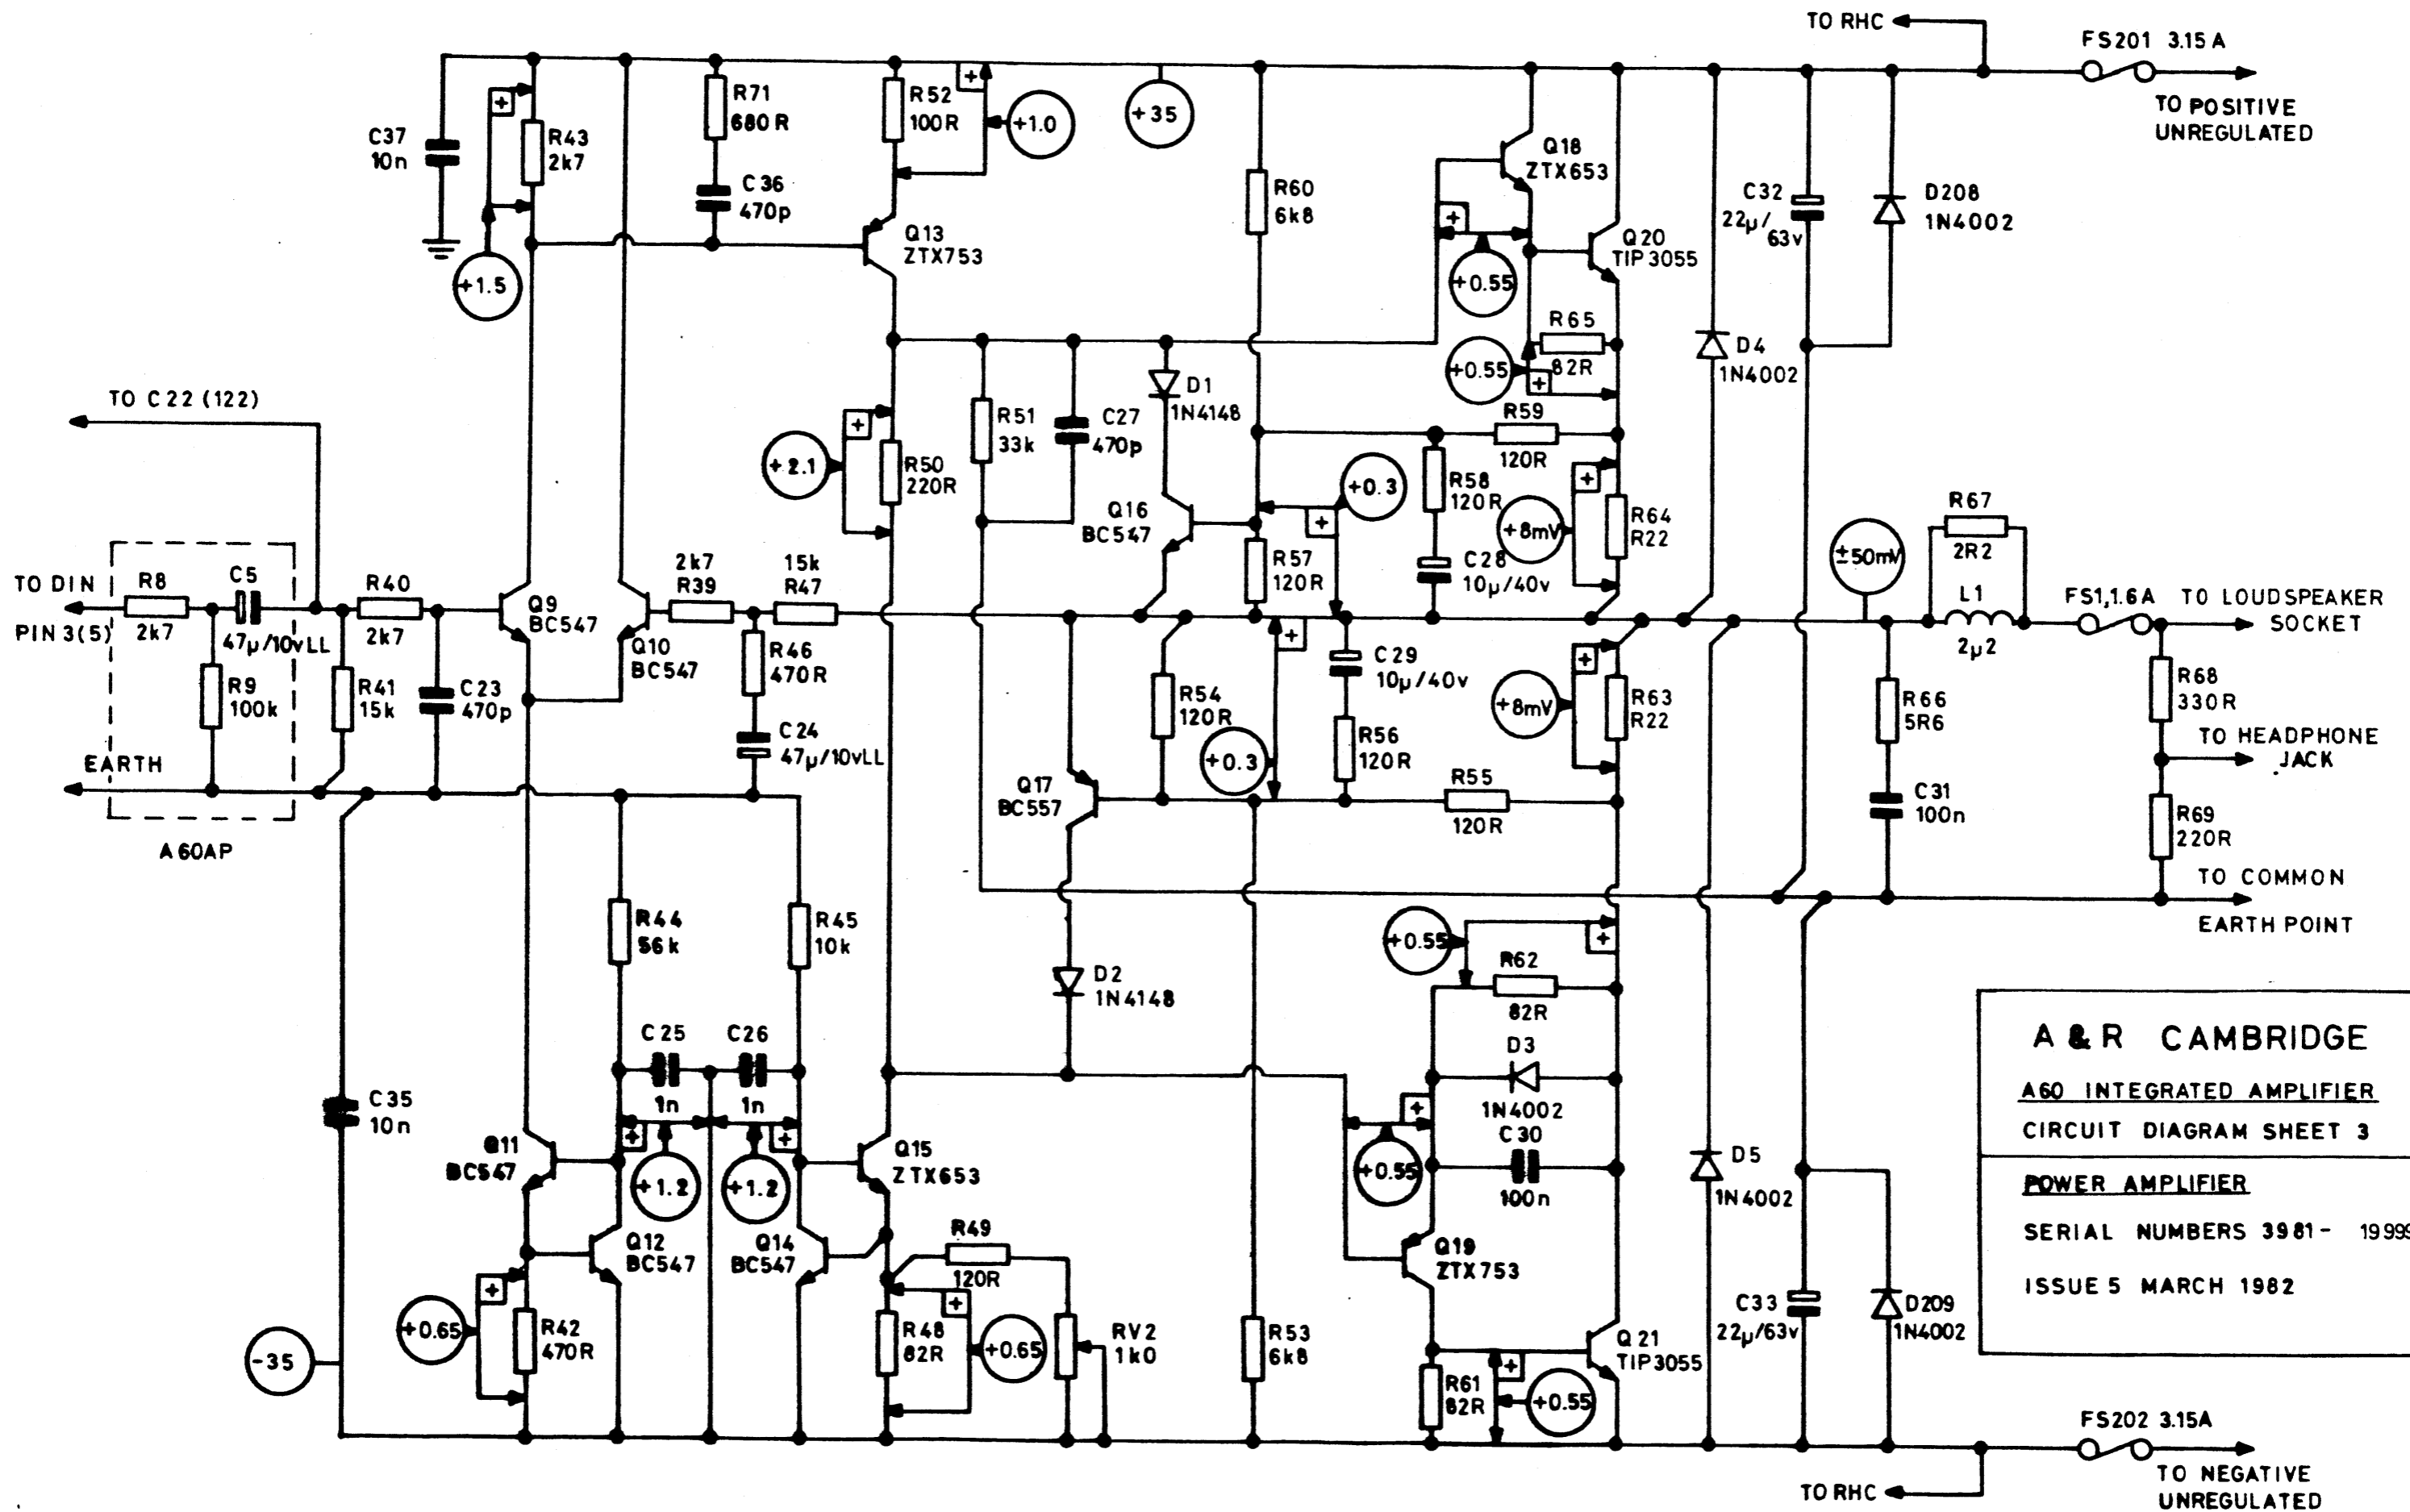 TO RHC
FS201 3.15 A
TO POSITIVE
UNREGULATED
C37
10n
+
R43
2k7
+1.5
R71
680R
C36
470p
R52
100R
+
+1.0
+35
Q13
ZTX753
R60
6k8
Q18
ZTX653
+
+0.55
Q20
TIP3055
R65
82R
+0.55
+
C32
22µ/63v
D208
1N4002
D4
1N4002
TO C22 (122)
+
+2.1
R50
220R
R51
33k
C27
470p
D1
1N4148
R59
120R
R58
120R
+0.3
+
Q16
BC547
R57
120R
C28
10µ/40v
+
+8mV
R64
R22
±50mV
R67
2R2
L1
2µ2
FS1,1.6A
TO LOUDSPEAKER
SOCKET
TO DIN
PIN 3(5)
R8
2k7
C5
47µ/10vLL
R9
100k
R40
2k7
R41
15k
C23
470p
Q9
BC547
Q10
BC547
2k7
R39
15k
R47
R46
470R
C24
47µ/10vLL
EARTH
A60AP
R54
120R
+
+0.3
C29
10µ/40v
R56
120R
+
+8mV
R63
R22
R66
5R6
C31
100n
R68
330R
TO HEADPHONE
JACK
R69
220R
Q17
BC557
R55
120R
TO COMMON
EARTH POINT
R44
56k
R45
10k
D2
1N4148
+0.55
+
R62
82R
D3
1N4002
C30
100n
+
+0.55
C25
1n
C26
1n
+
+1.2
+
+1.2
C35
10n
Q11
BC547
Q12
BC547
Q14
BC547
Q15
ZTX653
R49
120R
D5
1N4002
Q19
ZTX753
+
+0.65
R42
470R
R48
82R
+
+0.65
RV2
1k0
R53
6k8
-35
R61
82R
+
+0.55
Q21
TIP3055
C33
22µ/63v
D209
1N4002
A & R CAMBRIDGE
A60 INTEGRATED AMPLIFIER
CIRCUIT DIAGRAM SHEET 3
POWER AMPLIFIER
SERIAL NUMBERS 3981 - 19999
ISSUE 5 MARCH 1982
FS202 3.15A
TO NEGATIVE
UNREGULATED
TO RHC